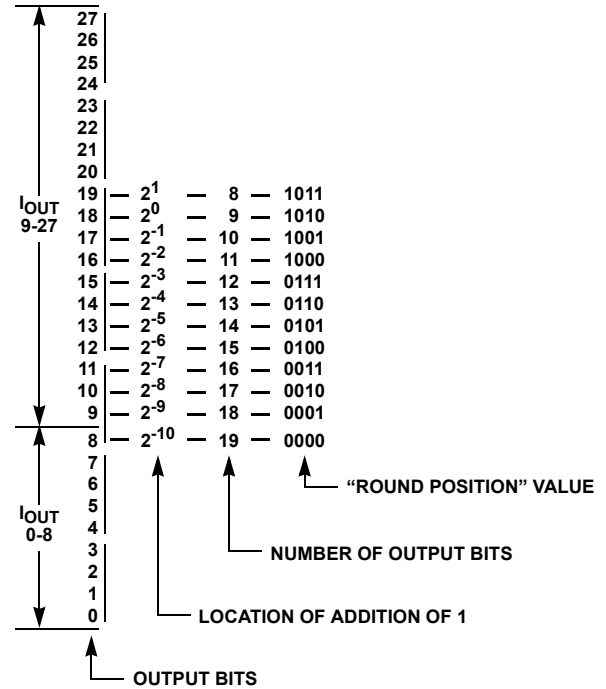 27
26
25
24
23
22
21
20
19 — 2^1 — 8 — 1011
18 — 2^0 — 9 — 1010
17 — 2^-1 — 10 — 1001
16 — 2^-2 — 11 — 1000
15 — 2^-3 — 12 — 0111
14 — 2^-4 — 13 — 0110
13 — 2^-5 — 14 — 0101
12 — 2^-6 — 15 — 0100
11 — 2^-7 — 16 — 0011
10 — 2^-8 — 17 — 0010
9 — 2^-9 — 18 — 0001
8 — 2^-10 — 19 — 0000
7
6
5
4
3
2
1
0
IOUT
9-27
IOUT
0-8
"ROUND POSITION" VALUE
NUMBER OF OUTPUT BITS
LOCATION OF ADDITION OF 1
OUTPUT BITS